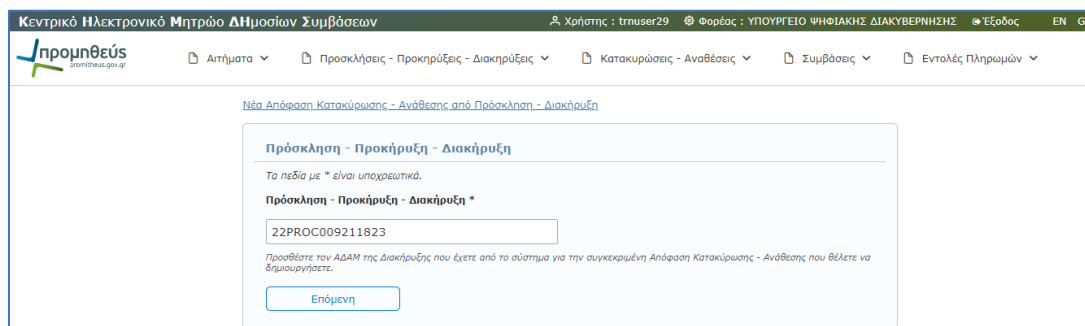 Κεντρικό Ηλεκτρονικό Μητρώο ΔΗμοσίων Συμβάσεων
Χρήστης : trnuser29 Φορέας : ΥΠΟΥΡΓΕΙΟ ΨΗΦΙΑΚΗΣ ΔΙΑΚΥΒΕΡΝΗΣΗΣ Έξοδος EN G
προμηθεύς
promitheus.gov.gr
Αιτήματα Προσκλήσεις - Προκηρύξεις - Διακηρύξεις Κατακυρώσεις - Αναθέσεις Συμβάσεις Εντολές Πληρωμών
Νέα Απόφαση Κατακύρωσης - Ανάθεσης από Πρόσκληση - Διακήρυξη
Πρόσκληση - Προκήρυξη - Διακήρυξη
Τα πεδία με * είναι υποχρεωτικά.
Πρόσκληση - Προκήρυξη - Διακήρυξη *
22PROC009211823
Προσθέστε τον ΑΔΑΜ της Διακήρυξης που έχετε από το σύστημα για την συγκεκριμένη Απόφαση Κατακύρωσης - Ανάθεσης που θέλετε να
δημιουργήσετε.
Επόμενη